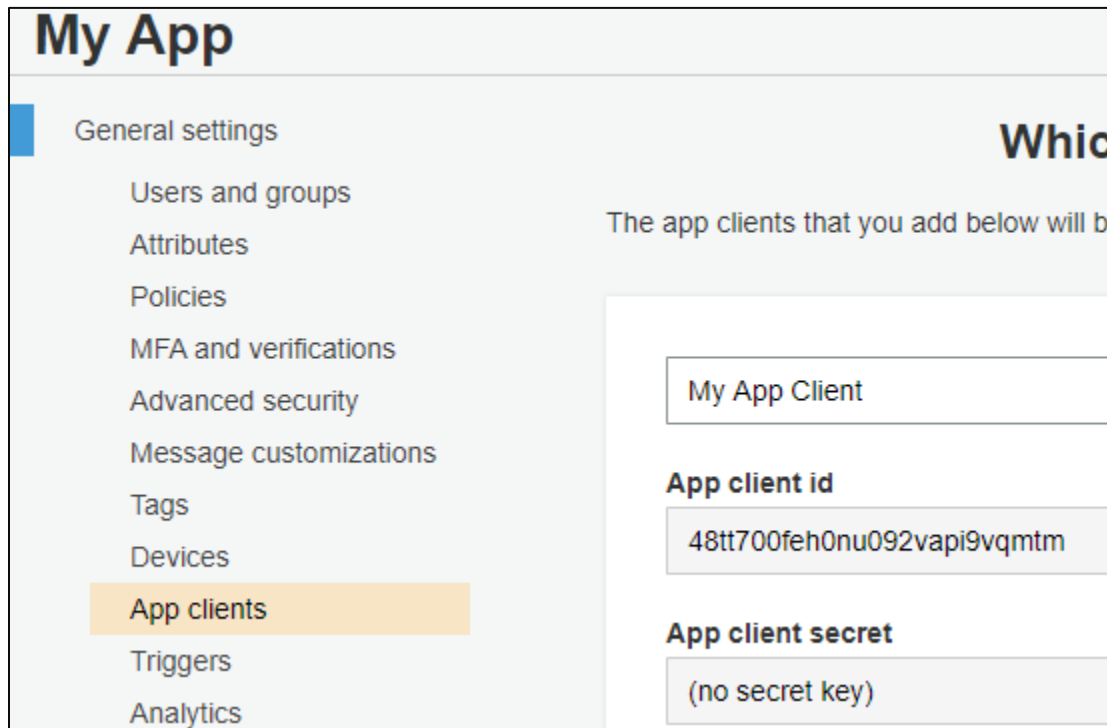 My App
General settings
Users and groups
Attributes
Policies
MFA and verifications
Advanced security
Message customizations
Tags
Devices
App clients
Triggers
Analytics
Whic
The app clients that you add below will b
My App Client
App client id
48tt700feh0nu092vapi9vqmtm
App client secret
(no secret key)